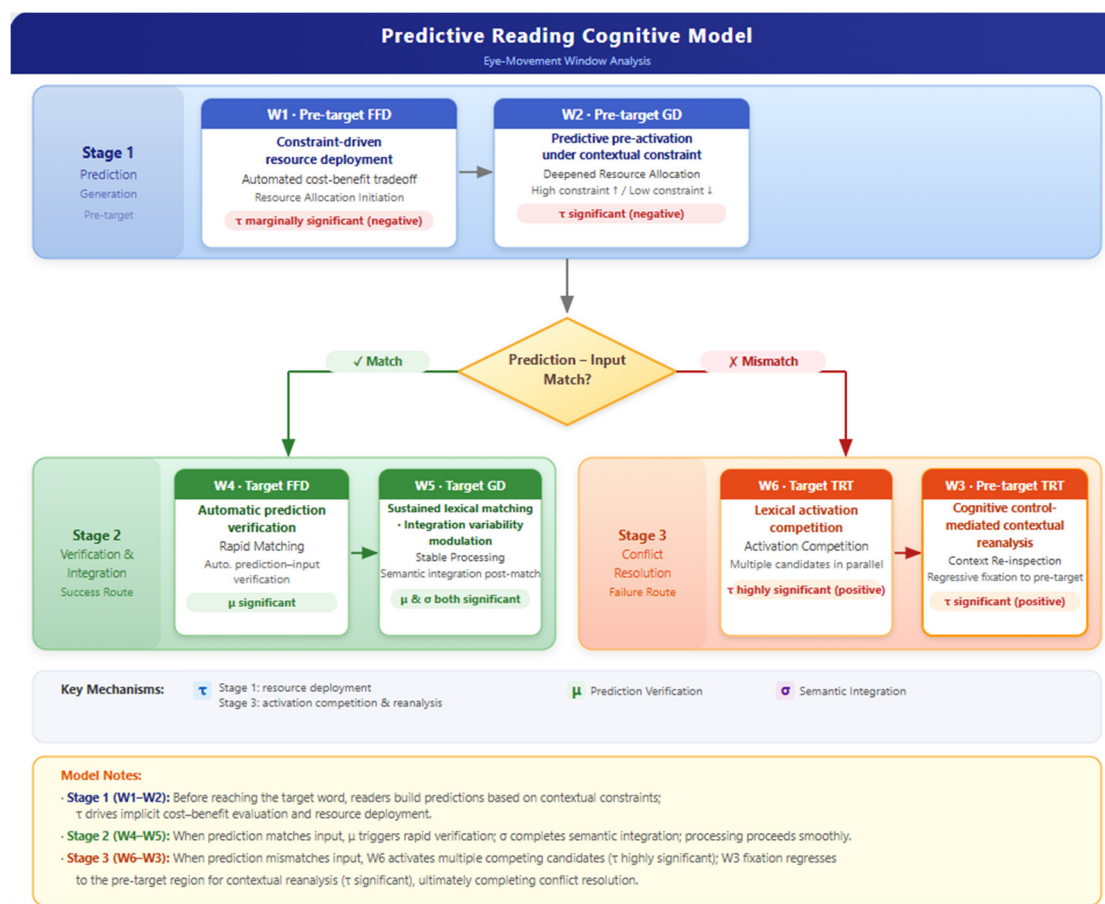 Predictive Reading Cognitive Model
Eye-Movement Window Analysis
Stage 1
Prediction
Generation
Pre-target
W1 · Pre-target FFD
Constraint-driven
resource deployment
Automated cost-benefit tradeoff
Resource Allocation Initiation
τ marginally significant (negative)
W2 · Pre-target GD
Predictive pre-activation
under contextual constraint
Deepened Resource Allocation
High constraint ↑ / Low constraint ↓
τ significant (negative)
Prediction – Input
Match?
✓ Match
✗ Mismatch
Stage 2
Verification &
Integration
Success Route
W4 · Target FFD
Automatic prediction
verification
Rapid Matching
Auto. prediction–input
verification
μ significant
W5 · Target GD
Sustained lexical matching
· Integration variability
modulation
Stable Processing
Semantic integration post-match
μ & σ both significant
Stage 3
Conflict
Resolution
Failure Route
W6 · Target TRT
Lexical activation
competition
Activation Competition
Multiple candidates in parallel
τ highly significant (positive)
W3 · Pre-target TRT
Cognitive control-
mediated contextual
reanalysis
Context Re-inspection
Regressive fixation to pre-target
τ significant (positive)
Key Mechanisms:
τ Stage 1: resource deployment
Stage 3: activation competition & reanalysis
μ Prediction Verification
σ Semantic Integration
Model Notes:
· Stage 1 (W1–W2): Before reaching the target word, readers build predictions based on contextual constraints;
τ drives implicit cost–benefit evaluation and resource deployment.
· Stage 2 (W4–W5): When prediction matches input, μ triggers rapid verification; σ completes semantic integration; processing proceeds smoothly.
· Stage 3 (W6–W3): When prediction mismatches input, W6 activates multiple competing candidates (τ highly significant); W3 fixation regresses
to the pre-target region for contextual reanalysis (τ significant), ultimately completing conflict resolution.